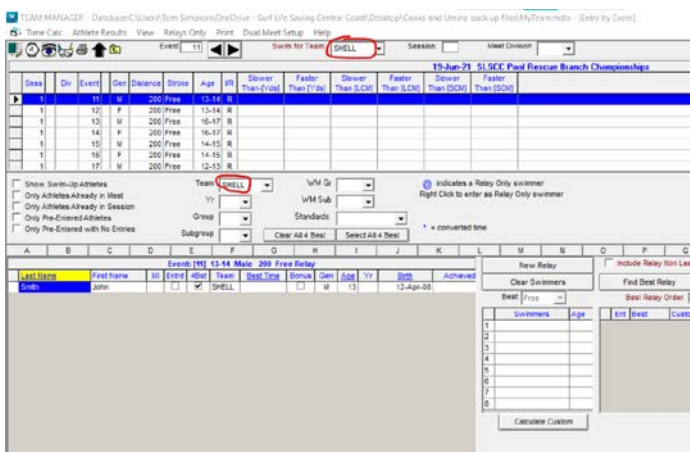 TEAM MANAGER - Database:C:\Users\Tom Simpson\OneDrive - Surf Life Saving Central Coast\Desktop\Cooks and Umina back up files\MyTeam.mdb - [Entry by Event]
Time Calc Athlete Results View Relays Only Print Dual Meet Setup Help
Event: 11 Swim for Team SHELL Session: Meet Division
19-Jun-21 SLSCC Pool Rescue Branch Championships
Sess Div Event Gen Distance Stroke Age I/R Slower Than-[Yds] Faster Than [Yds] Slower Than [LCM] Faster Than [LCM] Slower Than [SCM] Faster Than [SCM]
1 11 M 200 Free 13-14 R
1 12 F 200 Free 13-14 R
1 13 M 200 Free 16-17 R
1 14 F 200 Free 16-17 R
1 15 M 200 Free 14-15 R
1 16 F 200 Free 14-15 R
1 17 M 200 Free 12-13 R
Show Swim-Up Athletes Team SHELL WM Gr @ indicates a Relay Only swimmer
Only Athletes Already in Meet Yr WM Sub Right Click to enter as Relay Only swimmer
Only Athletes Already in Session Group Standards:
Only Pre-Entered Athletes
Only Pre-Entered with No Entries Subgroup Clear All 4 Best Select All 4 Best * = converted time
A B C D E F G H I J K L M N O P Q
Event: [11] 13-14 Male 200 Free Relay New Relay Include Relay Non Las
Last Name First Name MI Entrd 4Bst Team Best Time Bonus Gen Age Yr Birth Achieved
Smith John SHELL M 13 12-Apr-08
Clear Swimmers Find Best Relay
Best: Free Best Relay Order
Swimmers Age Ent Best Custo
1
2
3
4
5
6
7
8
Calculate Custom